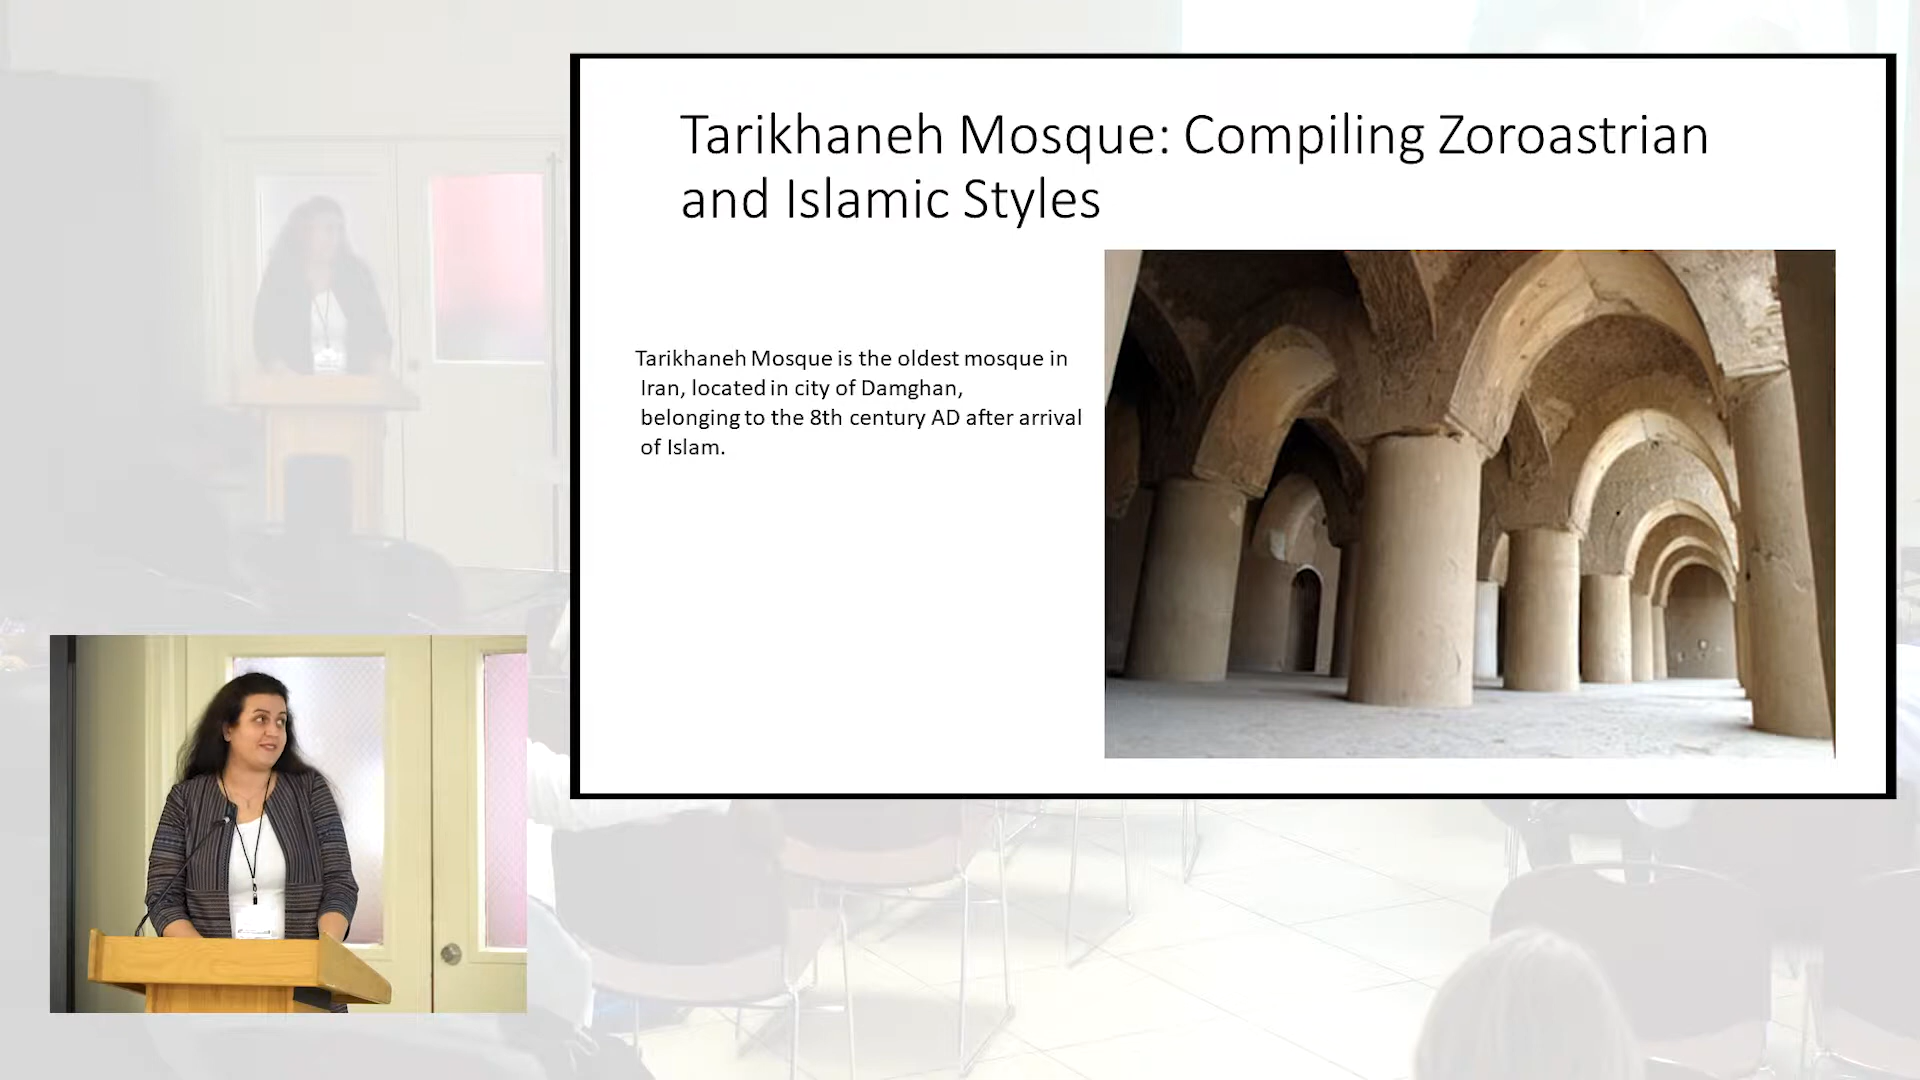 Tarikhaneh Mosque: Compiling Zoroastrian
and Islamic Styles
Tarikhaneh Mosque is the oldest mosque in
Iran, located in city of Damghan,
belonging to the 8th century AD after arrival
of Islam.